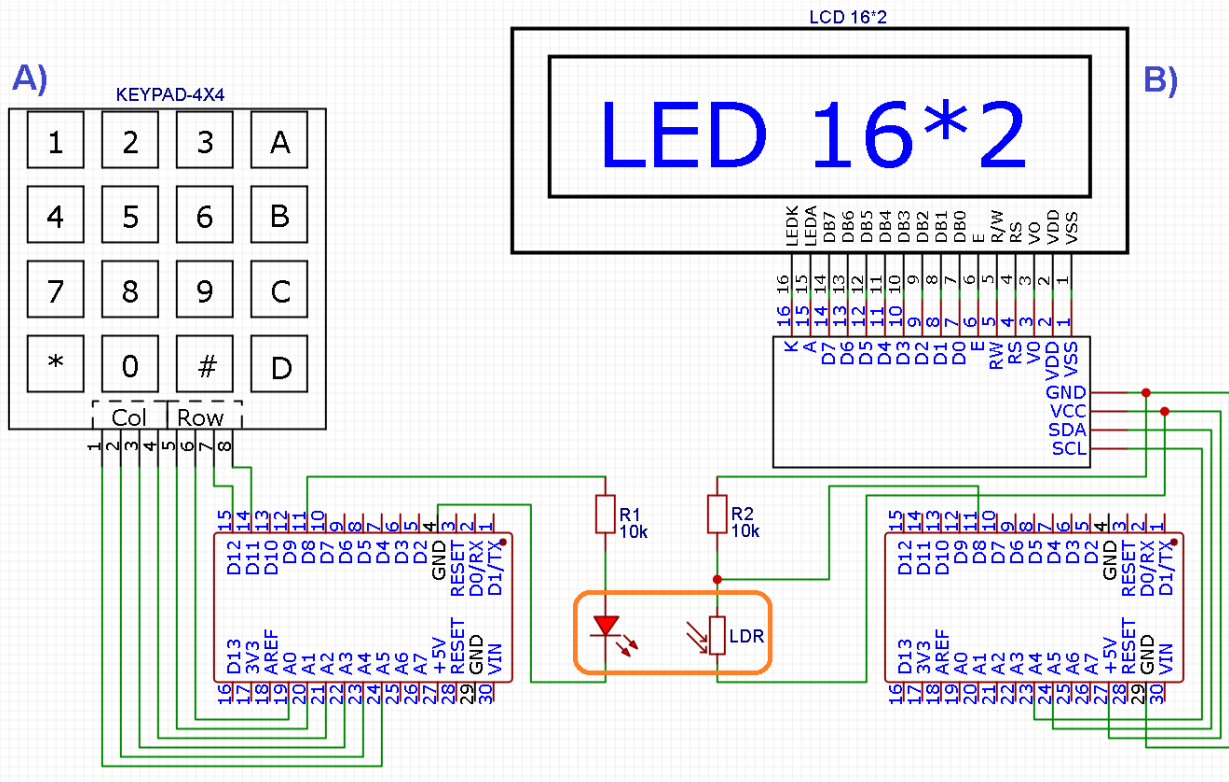 LCD 16*2
A)
B)
KEYPAD-4X4
1 2 3 A
4 5 6 B
7 8 9 C
* 0 # D
Col Row
1 2 3 4 5 6 7 8
LED 16*2
LEDK LEDA DB7 DB6 DB5 DB4 DB3 DB2 DB1 DB0 E R/W RS VO VDD VSS
16 15 14 13 12 11 10 9 8 7 6 5 4 3 2 1
16 15 14 13 12 11 10 9 8 7 6 5 4 3 2 1
K A D7 D6 D5 D4 D3 D2 D1 D0 E RW RS V0 VDD VSS
GND
VCC
SDA
SCL
15 14 13 12 11 10 9 8 7 6 5 4 3 2 1
D12 D11 D10 D9 D8 D7 D6 D5 D4 D3 D2 GND RESET D0/RX D1/TX
D13 3V3 AREF A0 A1 A2 A3 A4 A5 A6 A7 +5V RESET GND VIN
16 17 18 19 20 21 22 23 24 25 26 27 28 29 30
R1
10k
R2
10k
LDR
15 14 13 12 11 10 9 8 7 6 5 4 3 2 1
D12 D11 D10 D9 D8 D7 D6 D5 D4 D3 D2 GND RESET D0/RX D1/TX
D13 3V3 AREF A0 A1 A2 A3 A4 A5 A6 A7 +5V RESET GND VIN
16 17 18 19 20 21 22 23 24 25 26 27 28 29 30